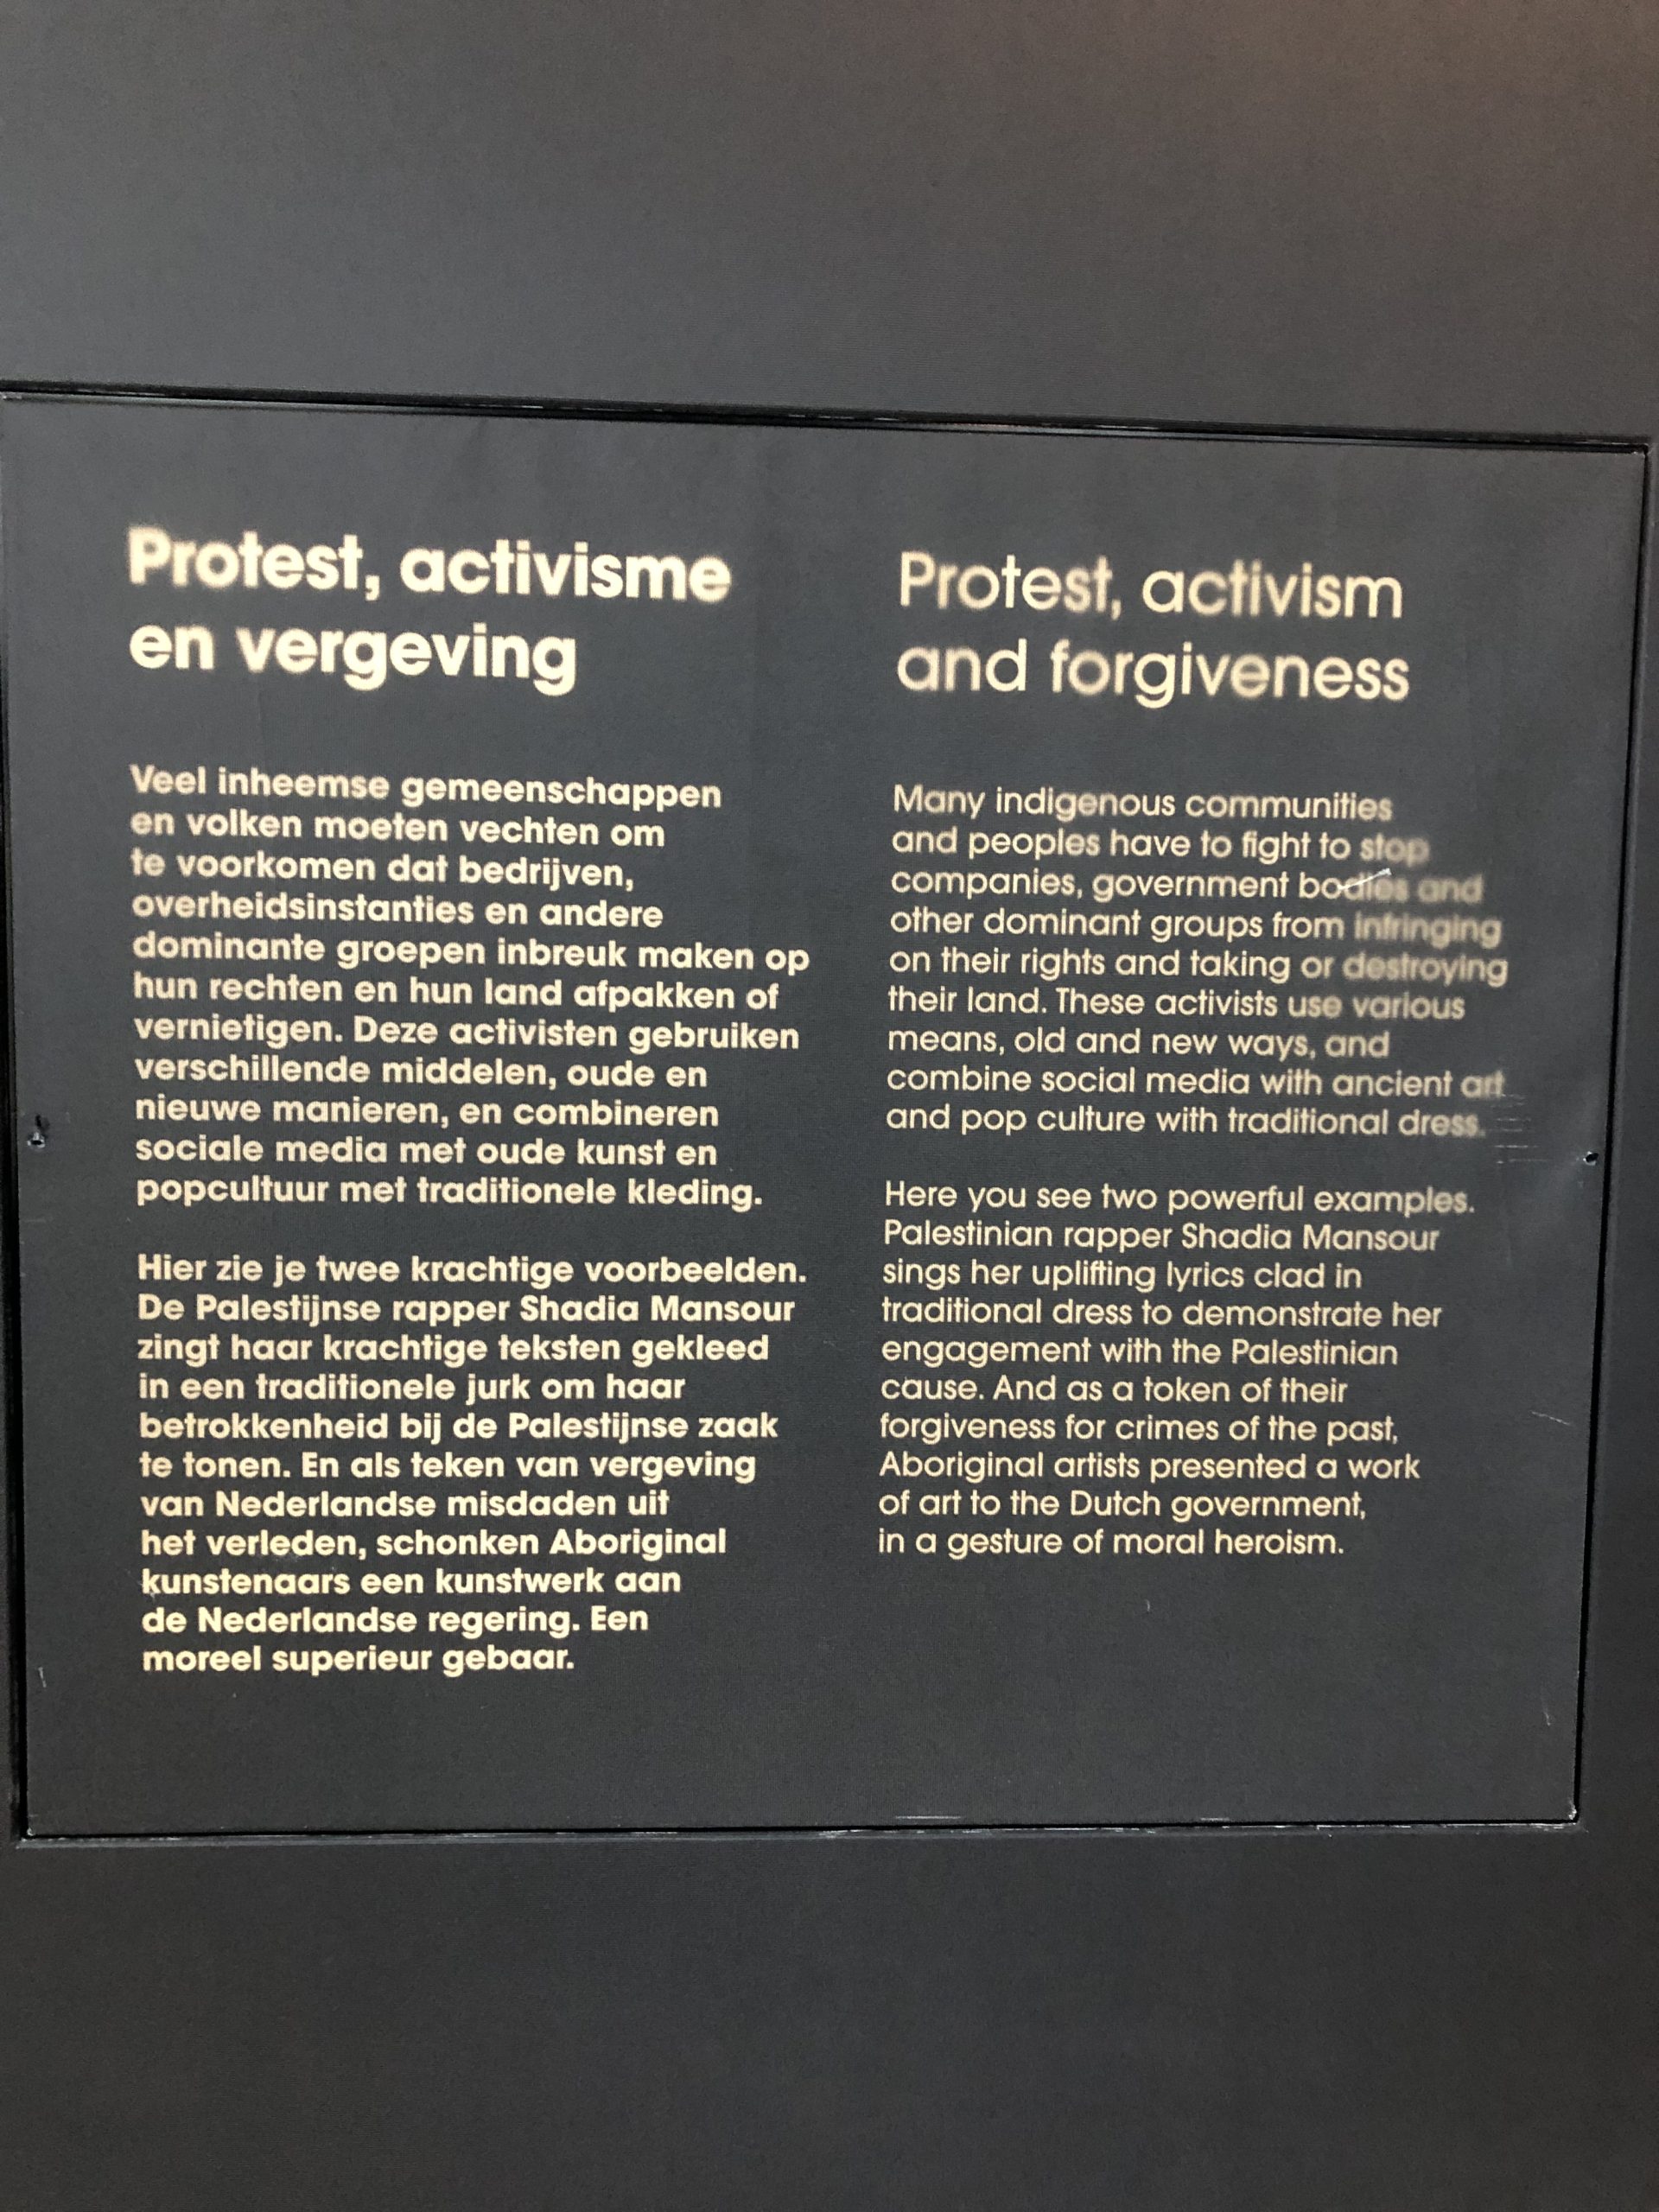 Protest, activisme
en vergeving
Veel inheemse gemeenschappen
en volken moeten vechten om
te voorkomen dat bedrijven,
overheidsinstanties en andere
dominante groepen inbreuk maken op
hun rechten en hun land afpakken of
vernietigen. Deze activisten gebruiken
verschillende middelen, oude en
nieuwe manieren, en combineren
sociale media met oude kunst en
popcultuur met traditionele kleding.
Hier zie je twee krachtige voorbeelden.
De Palestijnse rapper Shadia Mansour
zingt haar krachtige teksten gekleed
in een traditionele jurk om haar
betrokkenheid bij de Palestijnse zaak
te tonen. En als teken van vergeving
van Nederlandse misdaden uit
het verleden, schonken Aboriginal
kunstenaars een kunstwerk aan
de Nederlandse regering. Een
moreel superieur gebaar.
Protest, activism
and forgiveness
Many indigenous communities
and peoples have to fight to stop
companies, government bodies and
other dominant groups from infringing
on their rights and taking or destroying
their land. These activists use various
means, old and new ways, and
combine social media with ancient art
and pop culture with traditional dress.
Here you see two powerful examples.
Palestinian rapper Shadia Mansour
sings her uplifting lyrics clad in
traditional dress to demonstrate her
engagement with the Palestinian
cause. And as a token of their
forgiveness for crimes of the past,
Aboriginal artists presented a work
of art to the Dutch government,
in a gesture of moral heroism.